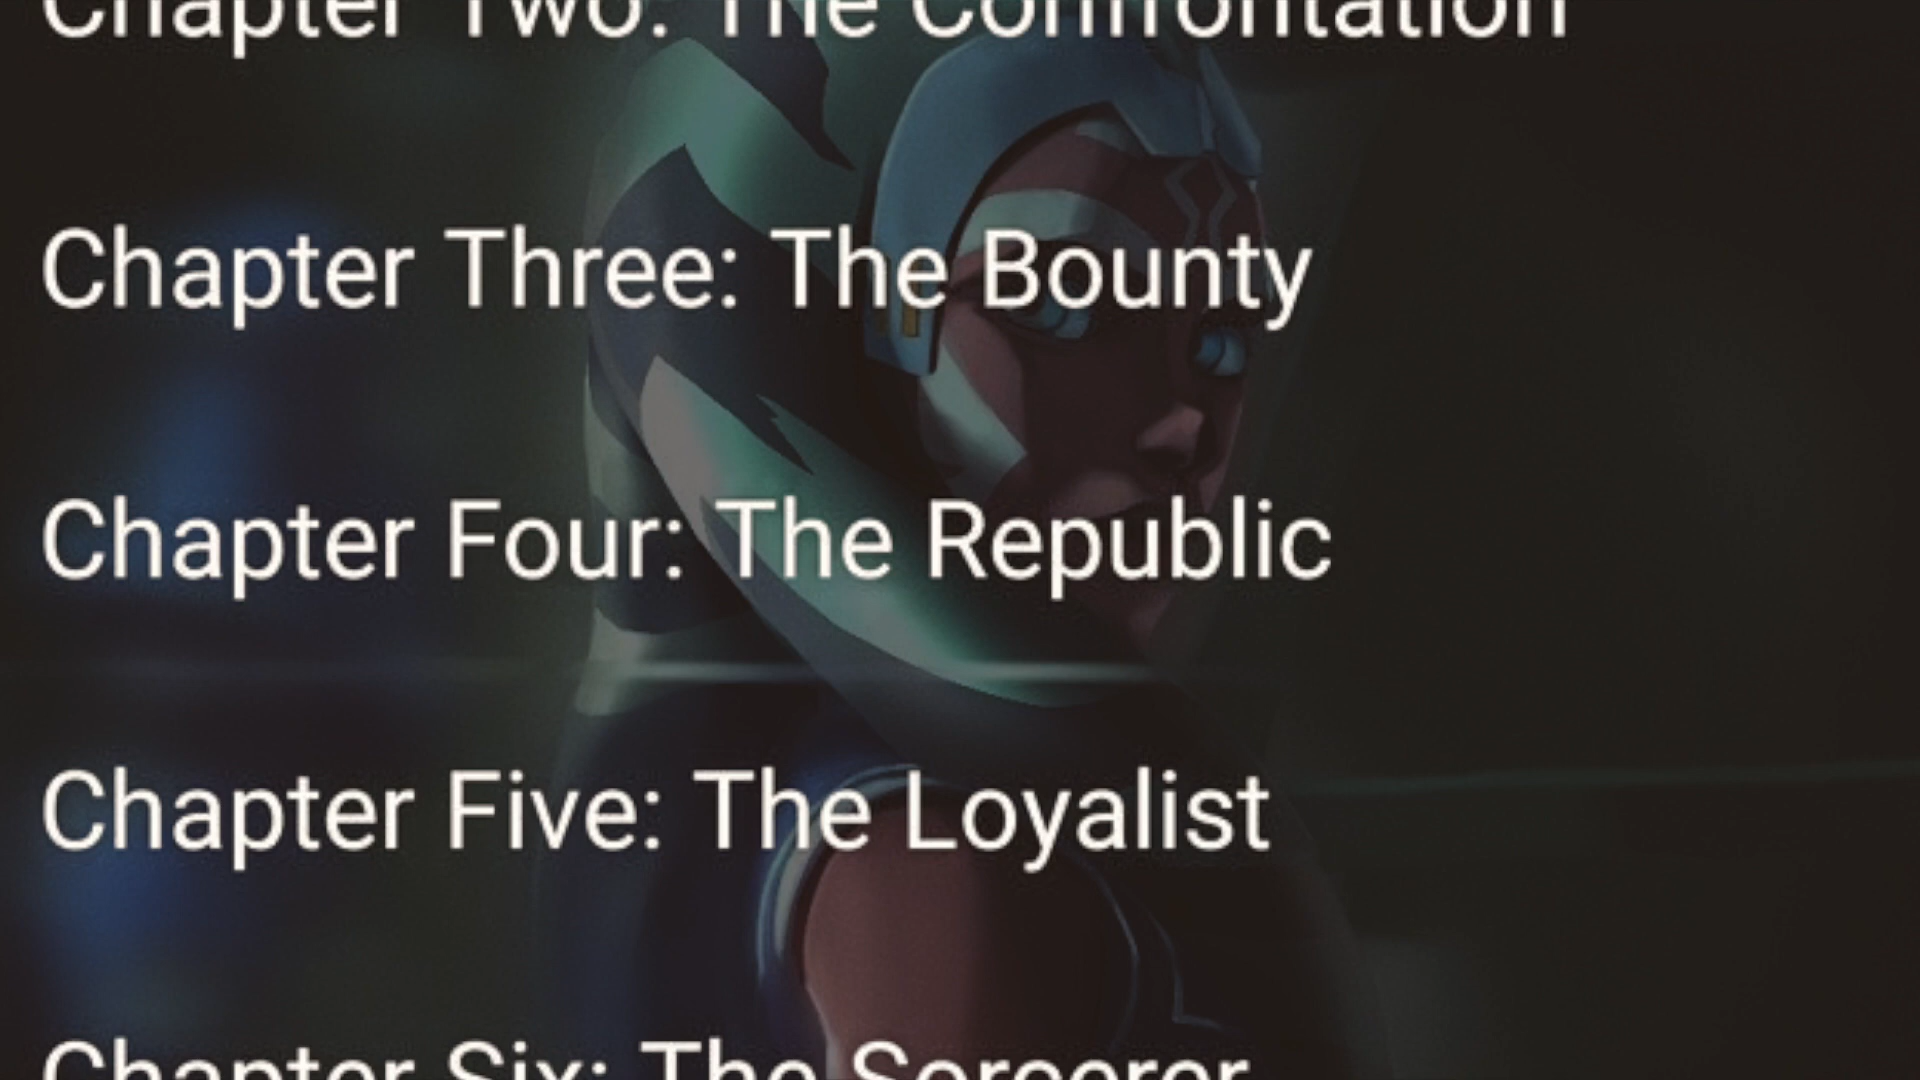 Chapter Two: The Confrontation
Chapter Three: The Bounty
Chapter Four: The Republic
Chapter Five: The Loyalist
Chapter Six: The Sorcerer